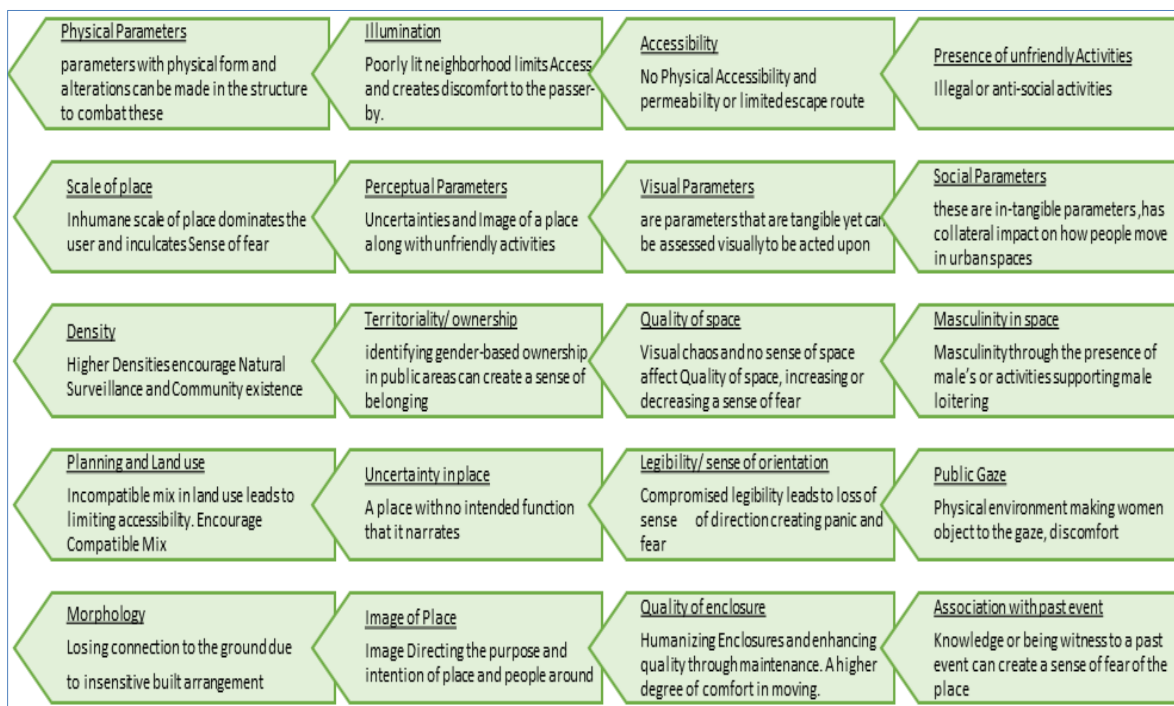 Physical Parameters
parameters with physical form and
alterations can be made in the structure
to combat these
Illumination
Poorly lit neighborhood limits Access
and creates discomfort to the passer-
by.
Accessibility
No Physical Accessibility and
permeability or limited escape route
Presence of unfriendly Activities
Illegal or anti-social activities
Scale of place
Inhumane scale of place dominates the
user and inculcates Sense of fear
Perceptual Parameters
Uncertainties and Image of a place
along with unfriendly activities
Visual Parameters
are parameters that are tangible yet can
be assessed visually to be acted upon
Social Parameters
these are in-tangible parameters ,has
collateral impact on how people move
in urban spaces
Density
Higher Densities encourage Natural
Surveillance and Community existence
Territoriality/ ownership
identifying gender-based ownership
in public areas can create a sense of
belonging
Quality of space
Visual chaos and no sense of space
affect Quality of space, increasing or
decreasing a sense of fear
Masculinity in space
Masculinity through the presence of
male's or activities supporting male
loitering
Planning and Land use
Incompatible mix in land use leads to
limiting accessibility. Encourage
Compatible Mix
Uncertainty in place
A place with no intended function
that it narrates
Legibility/ sense of orientation
Compromised legibility leads to loss of
sense of direction creating panic and
fear
Public Gaze
Physical environment making women
object to the gaze, discomfort
Morphology
Losing connection to the ground due
to insensitive built arrangement
Image of Place
Image Directing the purpose and
intention of place and people around
Quality of enclosure
Humanizing Enclosures and enhancing
quality through maintenance. A higher
degree of comfort in moving.
Association with past event
Knowledge or being witness to a past
event can create a sense of fear of the
place